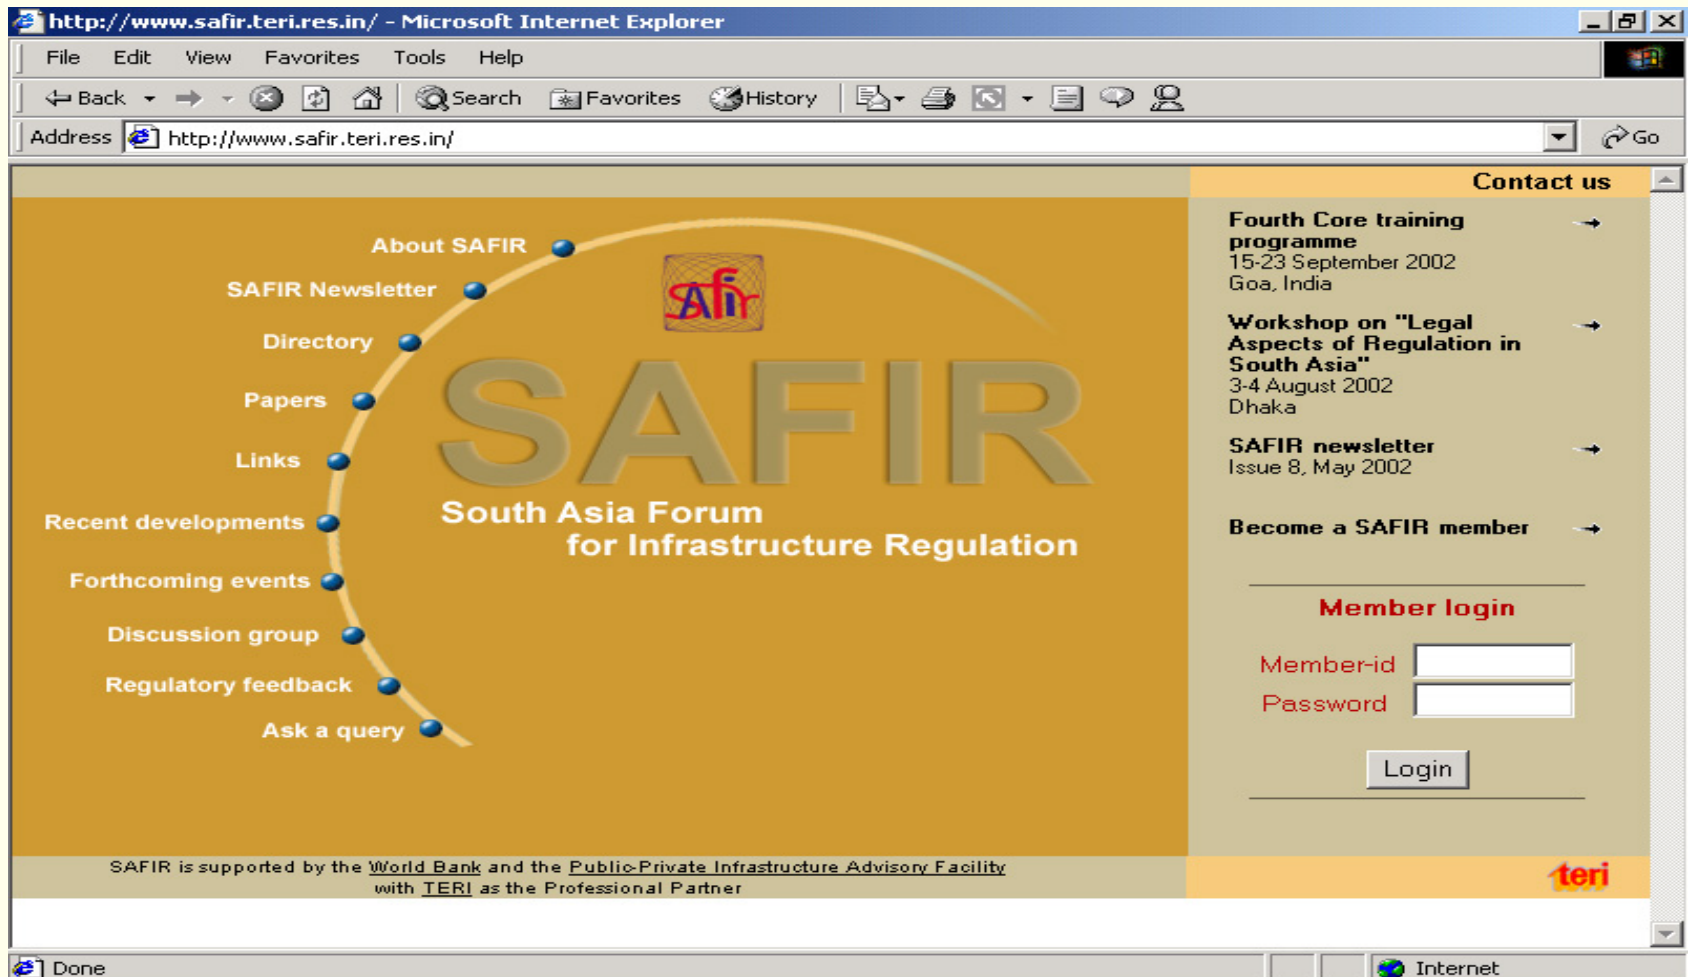 http://www.safir.teri.res.in/ - Microsoft Internet Explorer
File Edit View Favorites Tools Help
Back Search Favorites History
Address http://www.safir.teri.res.in/ Go
Contact us
About SAFIR
SAFIR Newsletter
Directory
Papers
Links
Recent developments
Forthcoming events
Discussion group
Regulatory feedback
Ask a query
Safir
SAFIR
South Asia Forum
for Infrastructure Regulation
Fourth Core training
programme
15-23 September 2002
Goa, India
Workshop on "Legal
Aspects of Regulation in
South Asia"
3-4 August 2002
Dhaka
SAFIR newsletter
Issue 8, May 2002
Become a SAFIR member
Member login
Member-id
Password
Login
SAFIR is supported by the World Bank and the Public-Private Infrastructure Advisory Facility
with TERI as the Professional Partner
teri
Done Internet